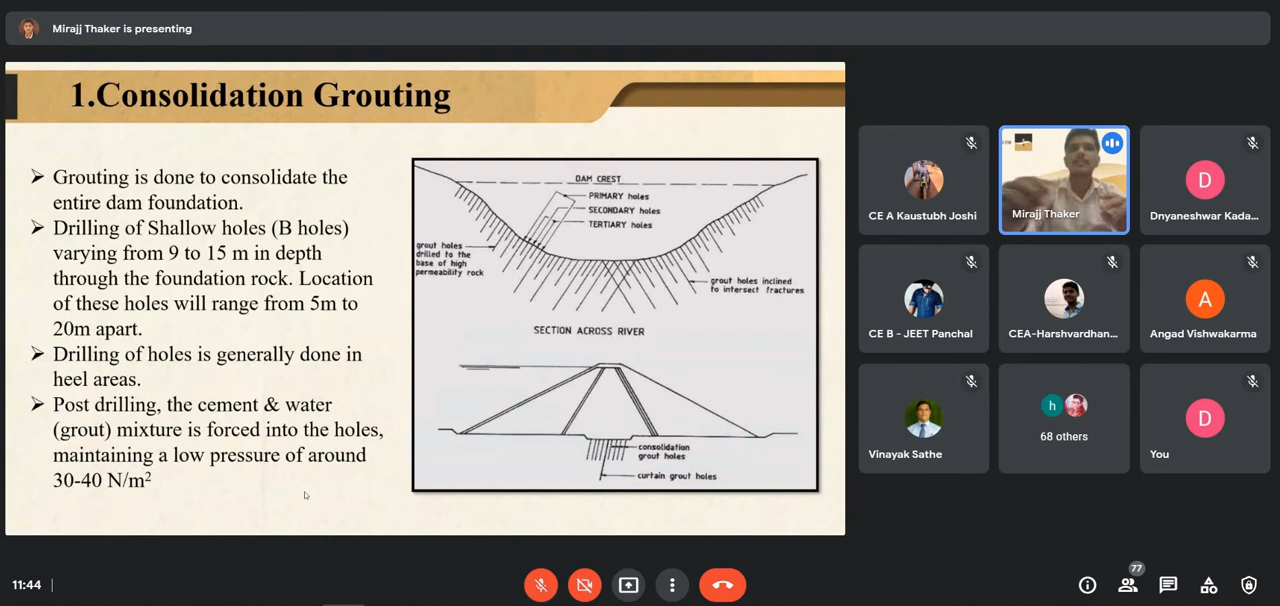 Mirajj Thaker is presenting
1.Consolidation Grouting
Grouting is done to consolidate the
entire dam foundation.
Drilling of Shallow holes (B holes)
varying from 9 to 15 m in depth
through the foundation rock. Location
of these holes will range from 5m to
20m apart.
Drilling of holes is generally done in
heel areas.
Post drilling, the cement & water
(grout) mixture is forced into the holes,
maintaining a low pressure of around
30-40 N/m²
DAM CREST
PRIMARY holes
SECONDARY holes
TERTIARY holes
grout holes
drilled to the
base of high
permeability rock
grout holes inclined
to intersect fractures
SECTION ACROSS RIVER
consolidation
grout holes
curtain grout holes
CE A Kaustubh Joshi
Mirajj Thaker
D
Dnyaneshwar Kada...
CE B - JEET Panchal
CEA-Harshvardhan...
A
Angad Vishwakarma
Vinayak Sathe
h
68 others
D
You
11:44
77